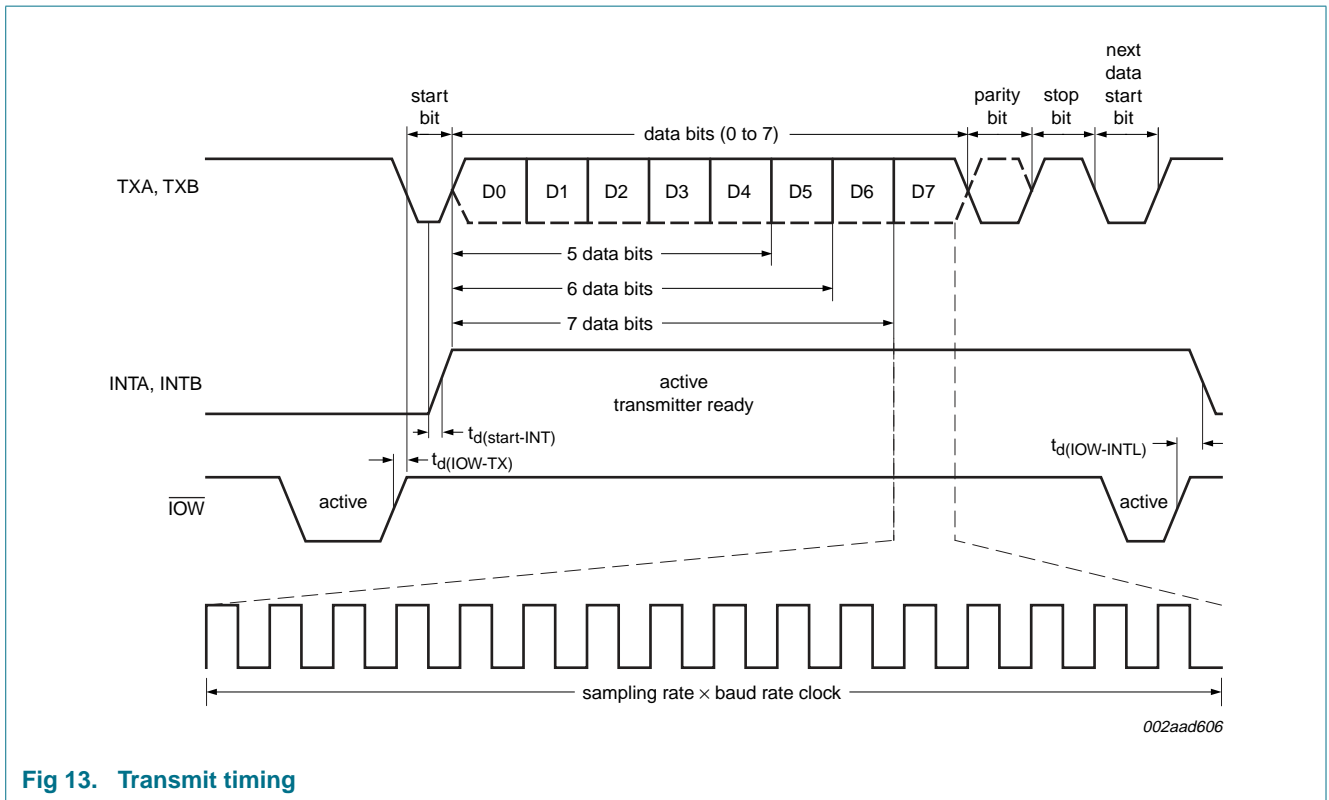 start
bit
data bits (0 to 7)
parity
bit
stop
bit
next
data
start
bit
TXA, TXB
D0 D1 D2 D3 D4 D5 D6 D7
5 data bits
6 data bits
7 data bits
INTA, INTB
active
transmitter ready
td(start-INT)
td(IOW-TX)
td(IOW-INTL)
IOW
active
active
sampling rate × baud rate clock
002aad606
Fig 13. Transmit timing